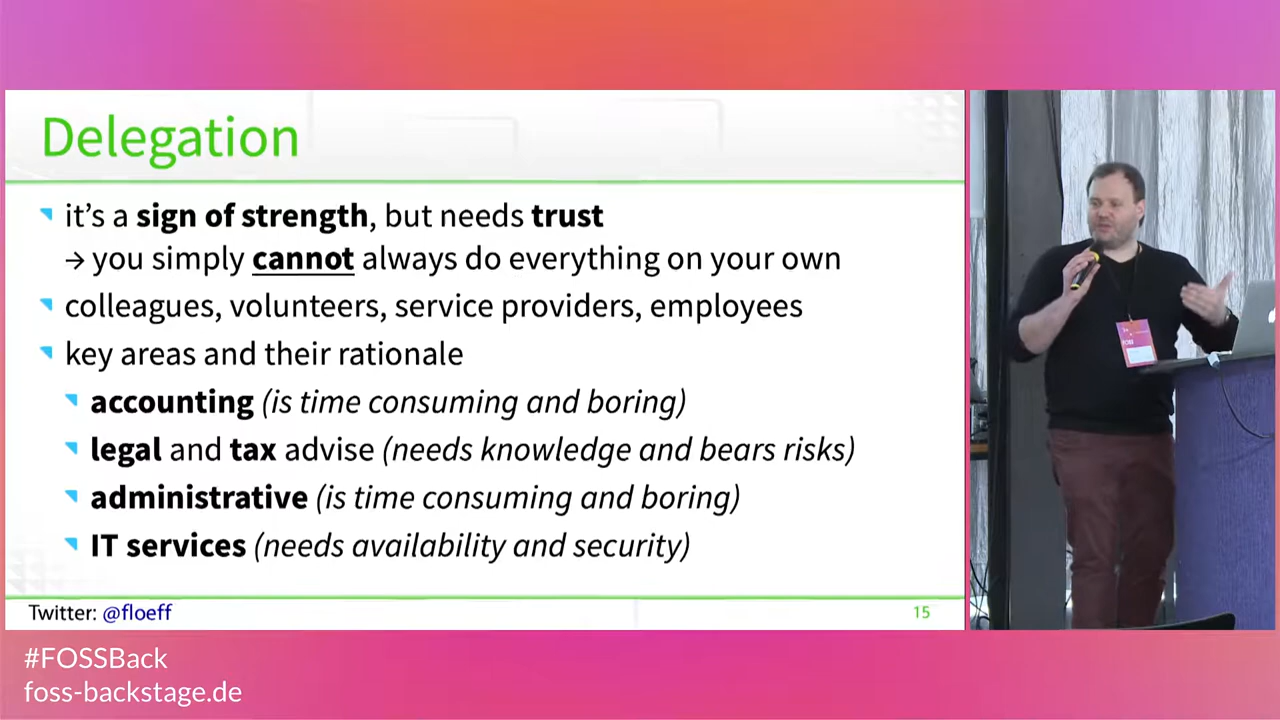 Delegation
it's a sign of strength, but needs trust
→ you simply cannot always do everything on your own
colleagues, volunteers, service providers, employees
key areas and their rationale
accounting (is time consuming and boring)
legal and tax advise (needs knowledge and bears risks)
administrative (is time consuming and boring)
IT services (needs availability and security)
Twitter: @floeff
15
#FOSSBack
foss-backstage.de